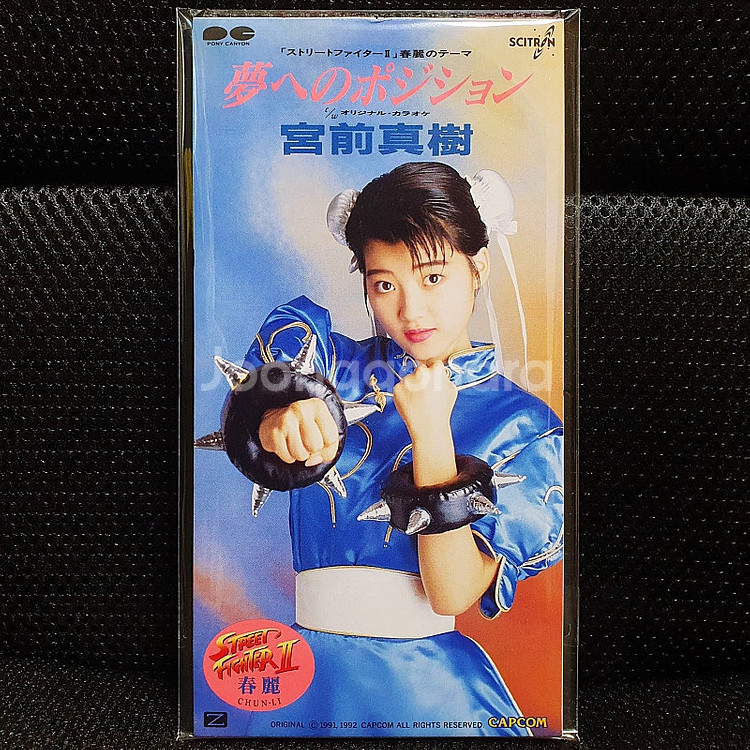 PONY CANYON
SCITRON
「ストリートファイターⅡ」春麗のテーマ
夢へのポジション
c/w オリジナル・カラオケ
宮前真樹
Joonggonara
STREET
FIGHTER II
春麗
CHUN-LI
Z
ORIGINAL ©1991, 1992 CAPCOM ALL RIGHTS RESERVED
CAPCOM